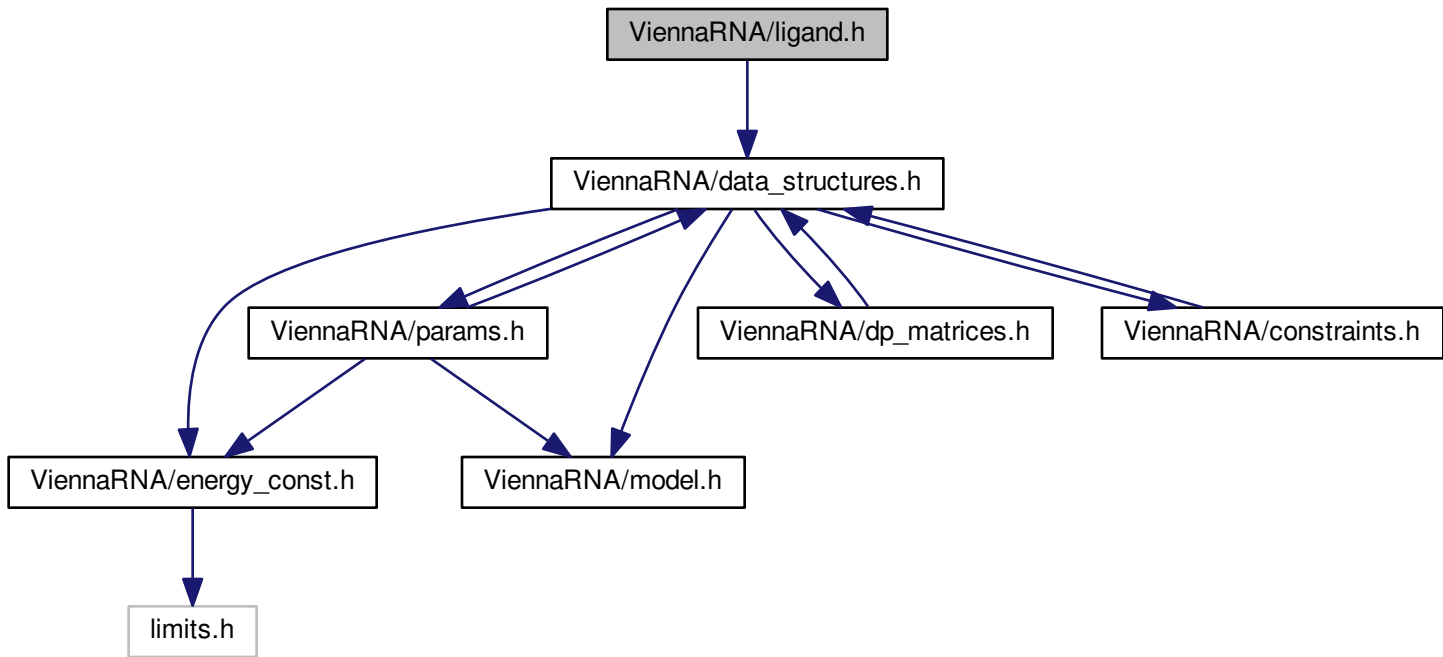 ViennaRNA/ligand.h
ViennaRNA/data_structures.h
ViennaRNA/params.h
ViennaRNA/dp_matrices.h
ViennaRNA/constraints.h
ViennaRNA/energy_const.h
ViennaRNA/model.h
limits.h